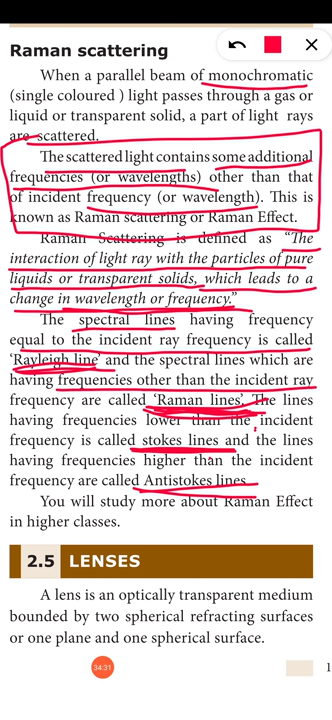 Raman scattering
When a parallel beam of monochromatic
(single coloured ) light passes through a gas or
liquid or transparent solid, a part of light rays
are scattered.
The scattered light contains some additional
frequencies (or wavelengths) other than that
of incident frequency (or wavelength). This is
known as Raman scattering or Raman Effect.
Raman Scattering is defined as “The
interaction of light ray with the particles of pure
liquids or transparent solids, which leads to a
change in wavelength or frequency.”
The spectral lines having frequency
equal to the incident ray frequency is called
‘Rayleigh line’ and the spectral lines which are
having frequencies other than the incident ray
frequency are called ‘Raman lines’. The lines
having frequencies lower than the incident
frequency is called stokes lines and the lines
having frequencies higher than the incident
frequency are called Antistokes lines.
You will study more about Raman Effect
in higher classes.
2.5 LENSES
A lens is an optically transparent medium
bounded by two spherical refracting surfaces
or one plane and one spherical surface.
34:31
1